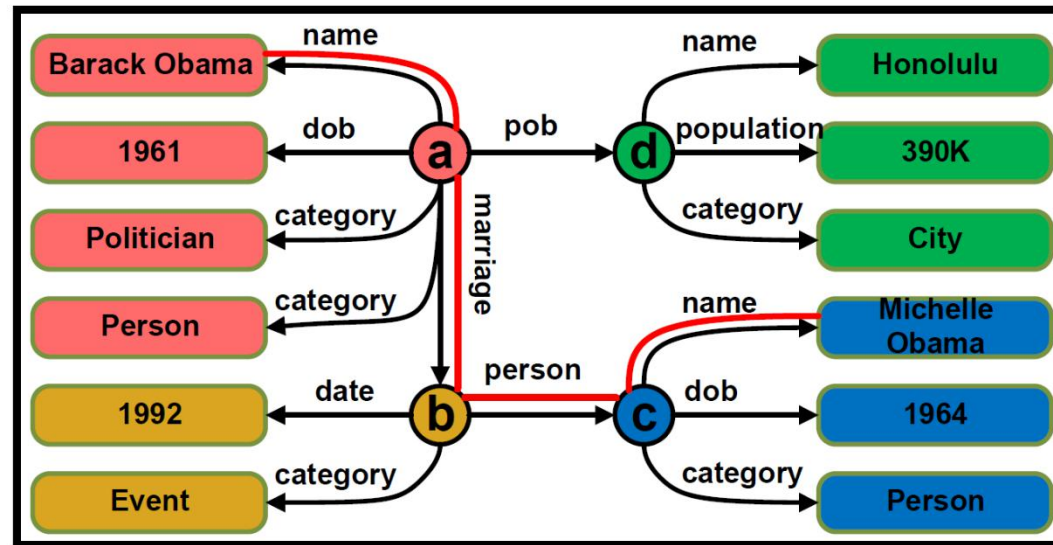 name
Barack Obama
dob
1961
a
category
Politician
category
Person
marriage
pob
name
Honolulu
d
population
390K
category
City
date
1992
b
category
Event
person
name
Michelle
Obama
c
dob
1964
category
Person